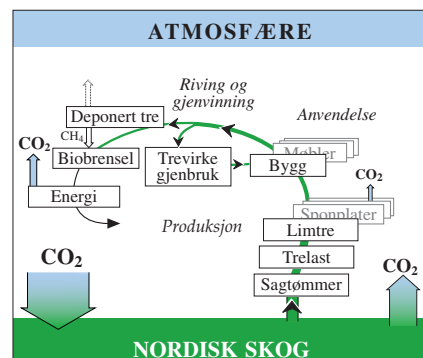 ATMOSFÆRE
Riving og
gjenvinning
Deponert tre
Anvendelse
CH₄
CO₂
Biobrensel
Trevirke
gjenbruk
Møbler
Bygg
Energi
CO₂
Sponplater
Produksjon
Limtre
CO₂
Trelast
CO₂
Sagtømmer
NORDISK SKOG